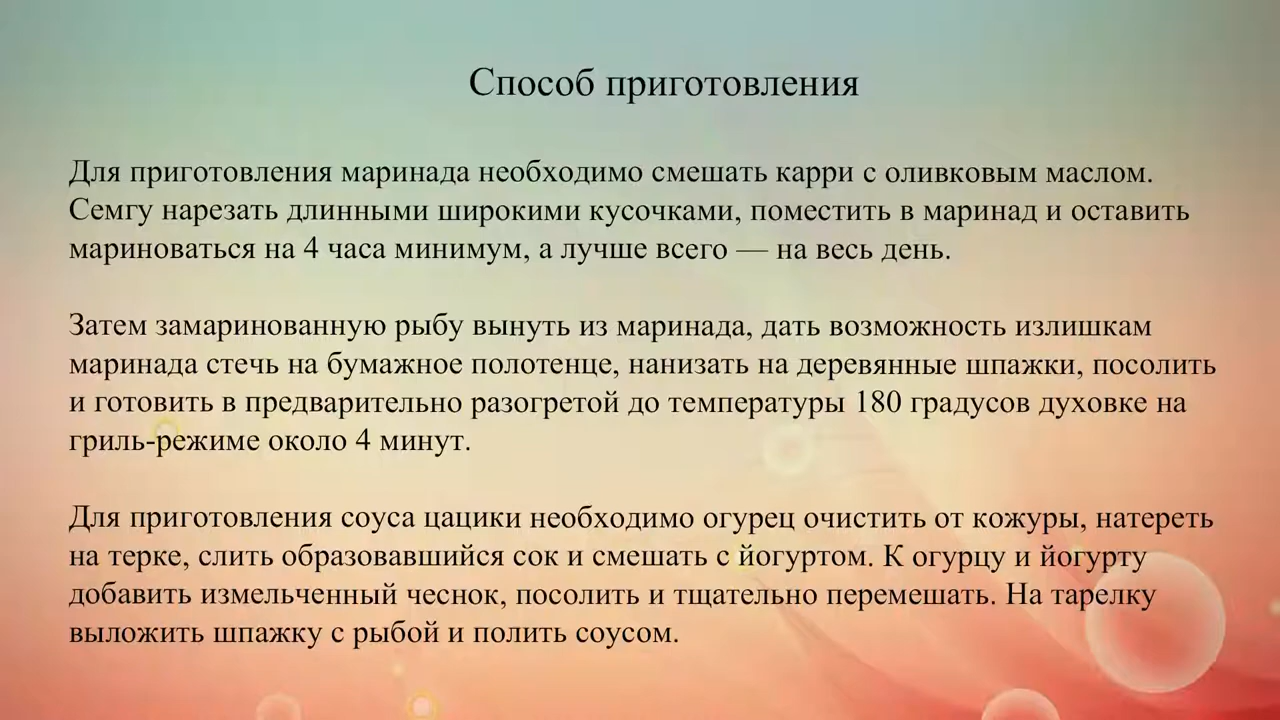 Способ приготовления
Для приготовления маринада необходимо смешать карри с оливковым маслом.
Семгу нарезать длинными широкими кусочками, поместить в маринад и оставить
мариноваться на 4 часа минимум, а лучше всего — на весь день.
Затем замаринованную рыбу вынуть из маринада, дать возможность излишкам
маринада стечь на бумажное полотенце, нанизать на деревянные шпажки, посолить
и готовить в предварительно разогретой до температуры 180 градусов духовке на
гриль-режиме около 4 минут.
Для приготовления соуса цацики необходимо огурец очистить от кожуры, натереть
на терке, слить образовавшийся сок и смешать с йогуртом. К огурцу и йогурту
добавить измельченный чеснок, посолить и тщательно перемешать. На тарелку
выложить шпажку с рыбой и полить соусом.